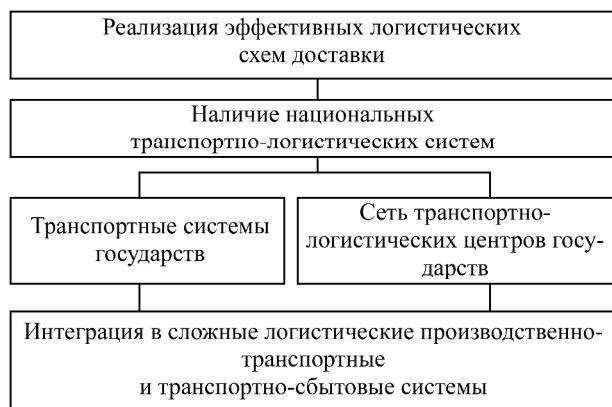 Реализация эффективных логистических
схем доставки
Наличие национальных
транспортно-логистических систем
Транспортные системы
государств
Сеть транспортно-
логистических центров госу-
дарств
Интеграция в сложные логистические производственно-
транспортные
и транспортно-сбытовые системы